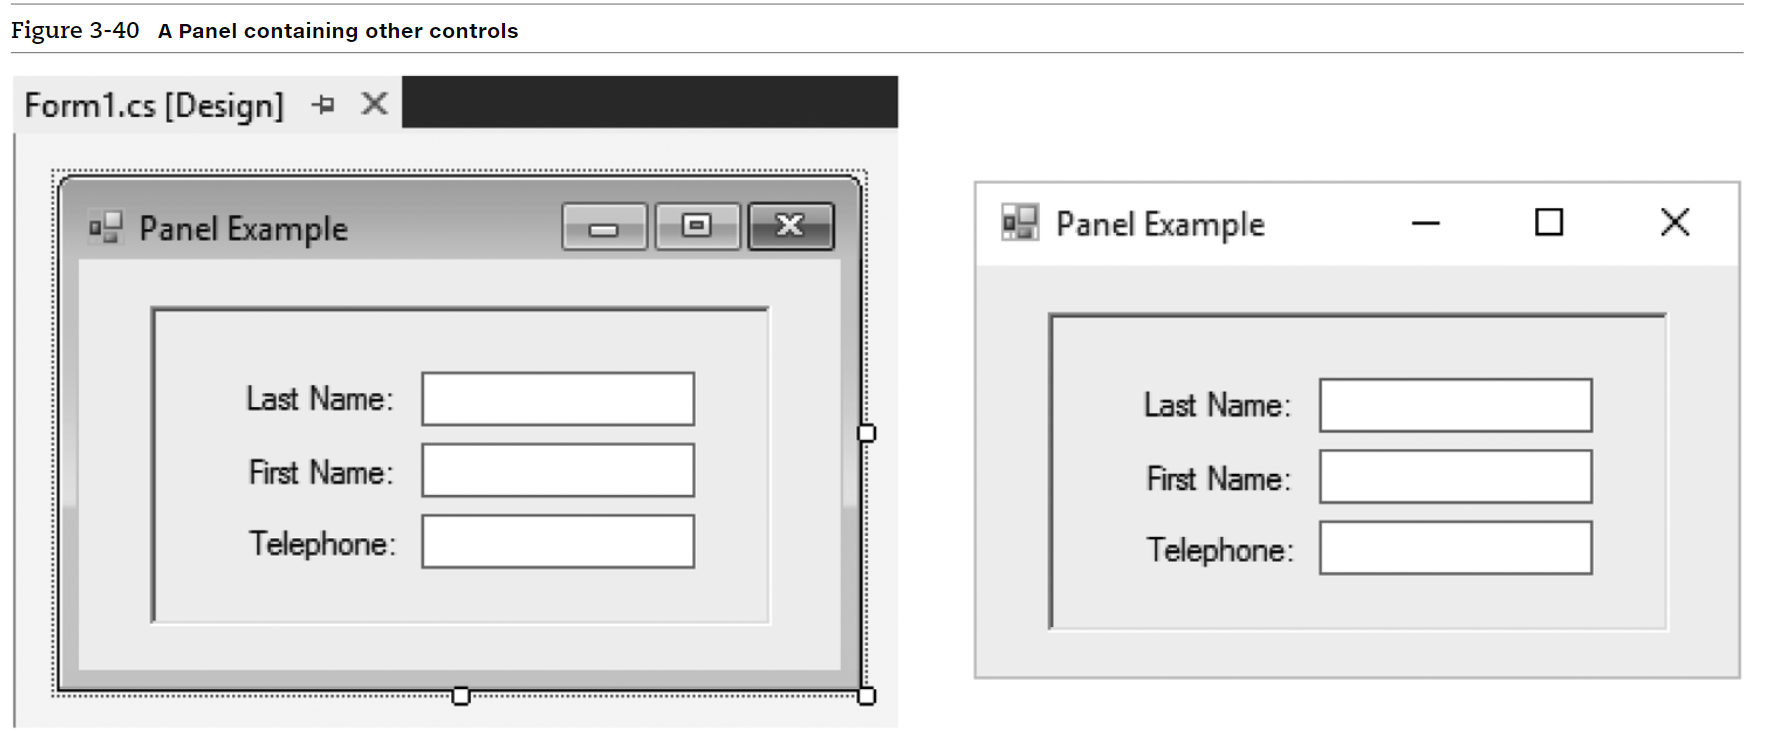 Figure 3-40 A Panel containing other controls
Form1.cs [Design]
Panel Example
Last Name:
First Name:
Telephone:
Panel Example
Last Name:
First Name:
Telephone: